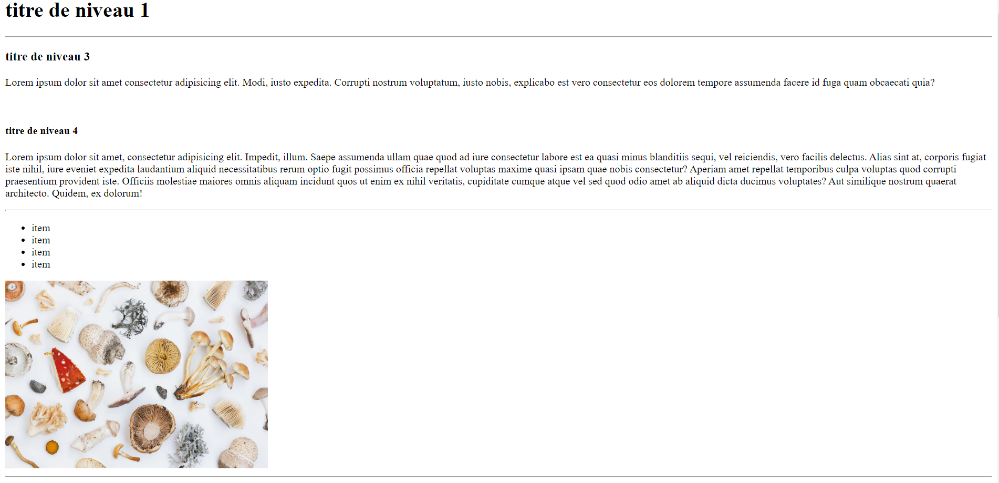 titre de niveau 1
titre de niveau 3
Lorem ipsum dolor sit amet consectetur adipisicing elit. Modi, iusto expedita. Corrupti nostrum voluptatum, iusto nobis, explicabo est vero consectetur eos dolorem tempore assumenda facere id fuga quam obcaecati quia?
titre de niveau 4
Lorem ipsum dolor sit amet, consectetur adipisicing elit. Impedit, illum. Saepe assumenda ullam quae quod ad iure consectetur labore est ea quasi minus blanditiis sequi, vel reiciendis, vero facilis delectus. Alias sint at, corporis fugiat
iste nihil, iure eveniet expedita laudantium aliquid necessitatibus rerum optio fugit possimus officia repellat voluptas maxime quasi ipsam quae nobis consectetur? Aperiam amet repellat temporibus culpa voluptas quod corrupti
praesentium provident iste. Officiis molestiae maiores omnis aliquam incidunt quos ut enim ex nihil veritatis, cupiditate cumque atque vel sed quod odio amet ab aliquid dicta ducimus voluptates? Aut similique nostrum quaerat
architecto. Quidem, ex dolorum!
item
item
item
item